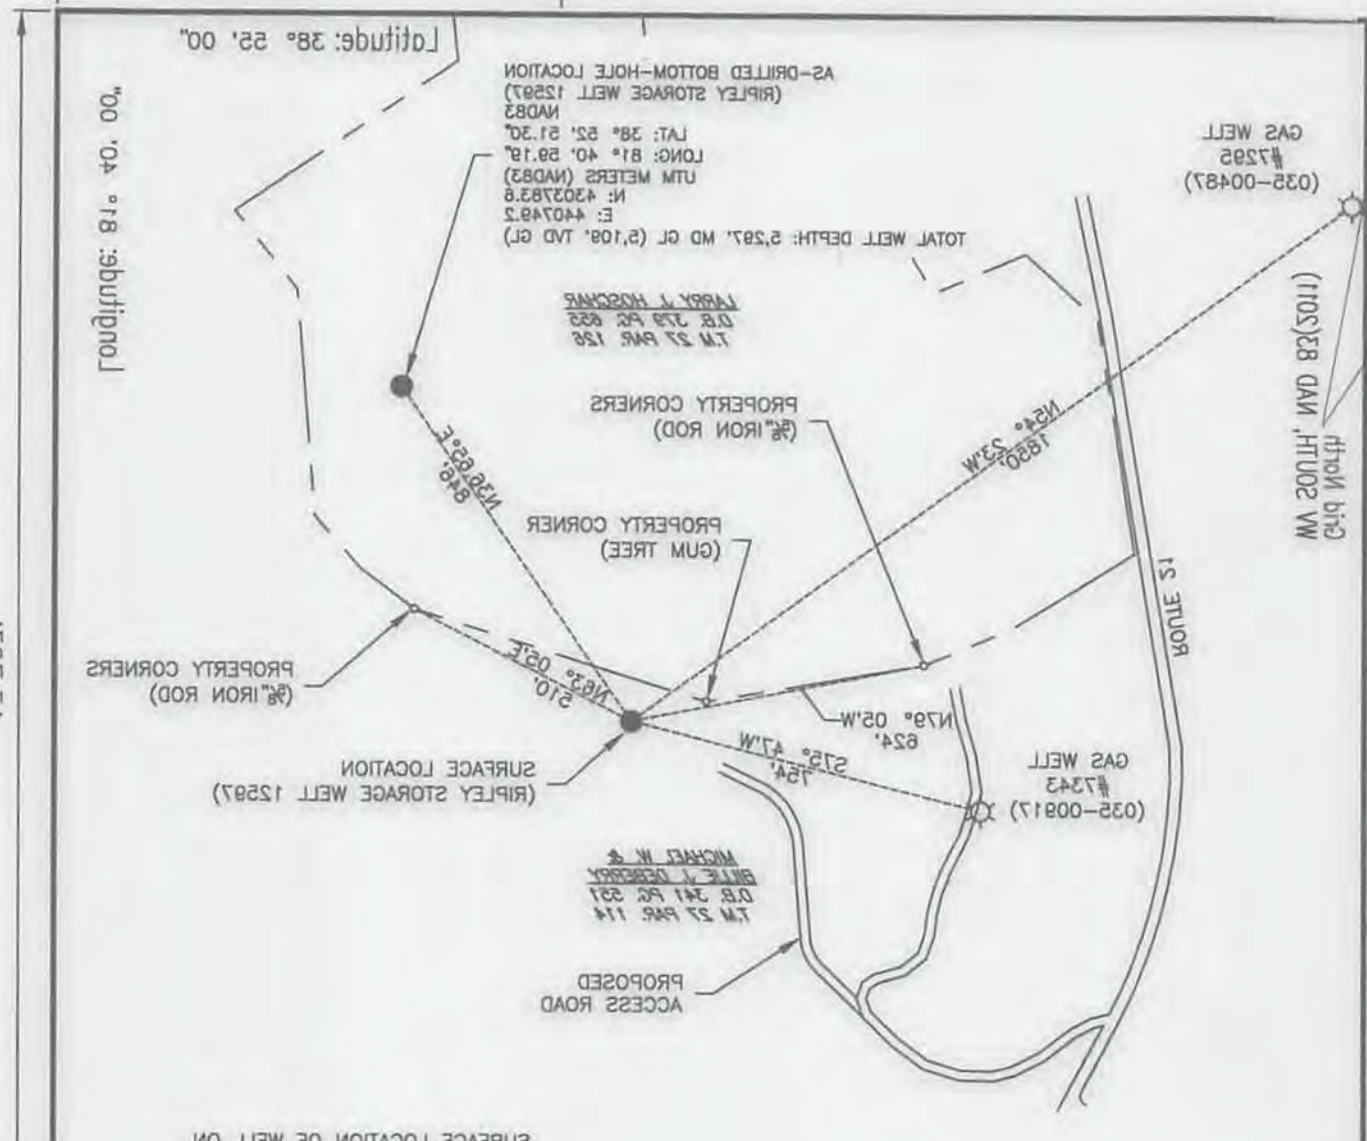 Latitude: 38° 55' 00"
Longitude: 81° 40' 00"
AS-DRILLED BOTTOM-HOLE LOCATION
(RIPLEY STORAGE WELL 12597)
NAD83
LAT: 38° 52' 51.30"
LONG: 81° 40' 59.19"
UTM METERS (NAD83)
N: 4303783.6
E: 440749.2
TOTAL WELL DEPTH: 5,297' MD GL (5,109' TVD GL)
GAS WELL
#7295
(035-00487)
Grid North
WV SOUTH, NAD 83(2011)
LARRY J. HOSCHAR
D.B. 379 PG. 655
T.M 27 PAR. 126
PROPERTY CORNERS
(⅝" IRON ROD)
N54° 23'W
1850'
N36.65°E
846'
PROPERTY CORNER
(GUM TREE)
ROUTE 21
PROPERTY CORNERS
(⅝" IRON ROD)
N63° 05'E
510'
N79° 05'W
624'
S75° 47'W
754'
SURFACE LOCATION
(RIPLEY STORAGE WELL 12597)
GAS WELL
#7343
(035-00917)
MICHAEL W. &
BILLIE J. DEBERRY
D.B. 341 PG. 551
T.M 27 PAR. 114
PROPOSED
ACCESS ROAD
SURFACE LOCATION OF WELL ON